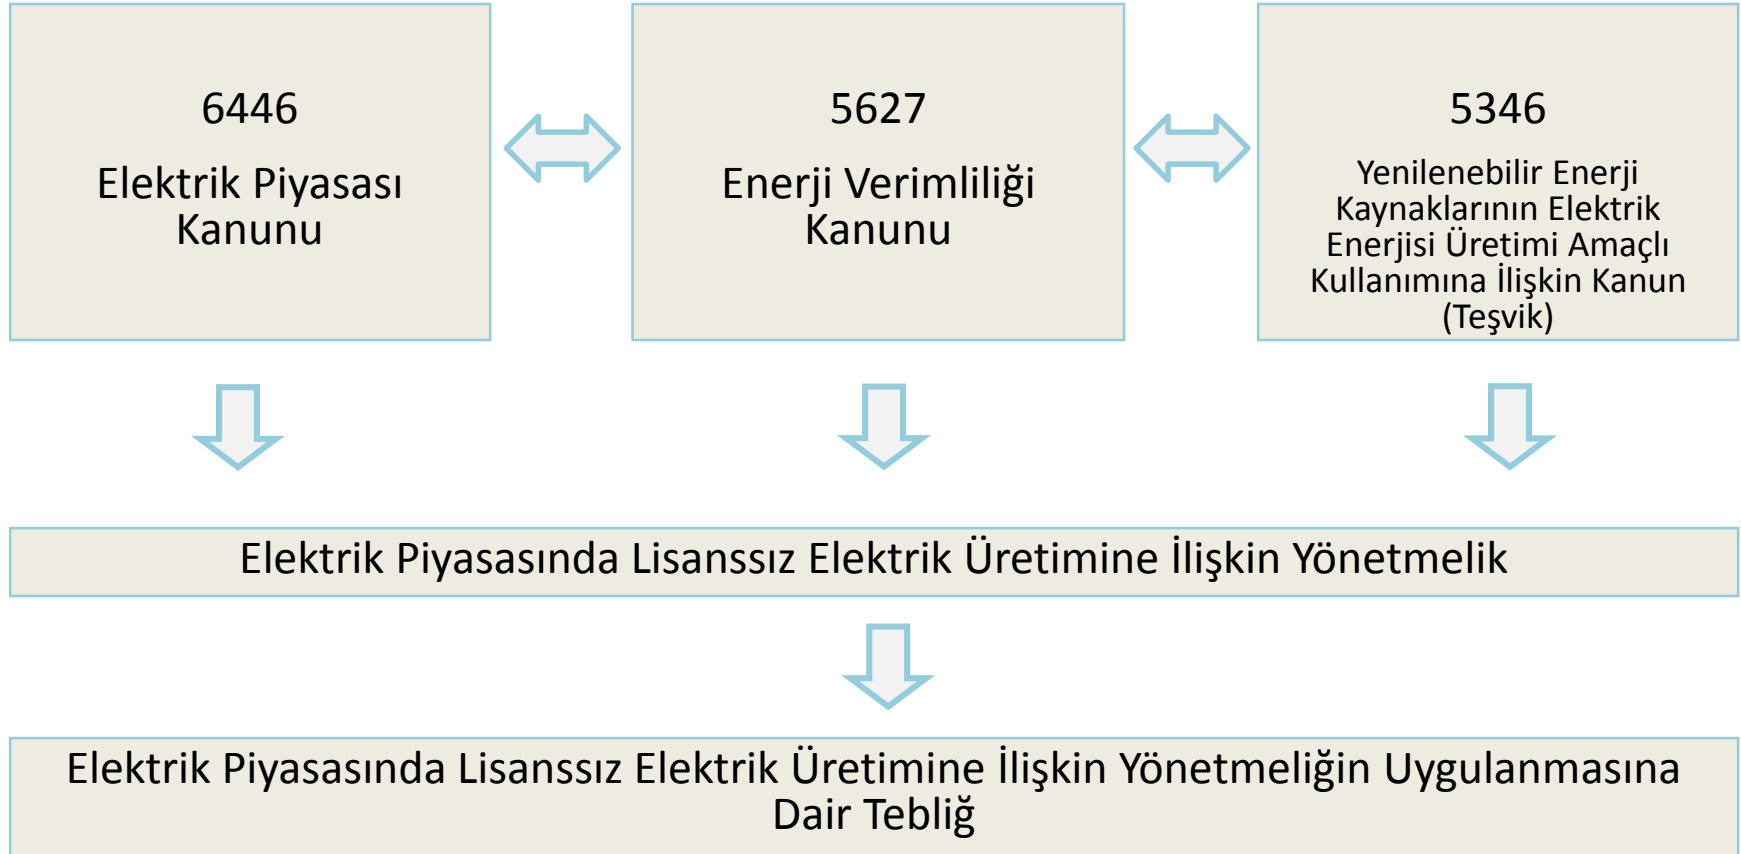 6446
Elektrik Piyasası
Kanunu
5627
Enerji Verimliliği
Kanunu
5346
Yenilenebilir Enerji
Kaynaklarının Elektrik
Enerjisi Üretimi Amaçlı
Kullanımına İlişkin Kanun
(Teşvik)
Elektrik Piyasasında Lisanssız Elektrik Üretimine İlişkin Yönetmelik
Elektrik Piyasasında Lisanssız Elektrik Üretimine İlişkin Yönetmeliğin Uygulanmasına
Dair Tebliğ